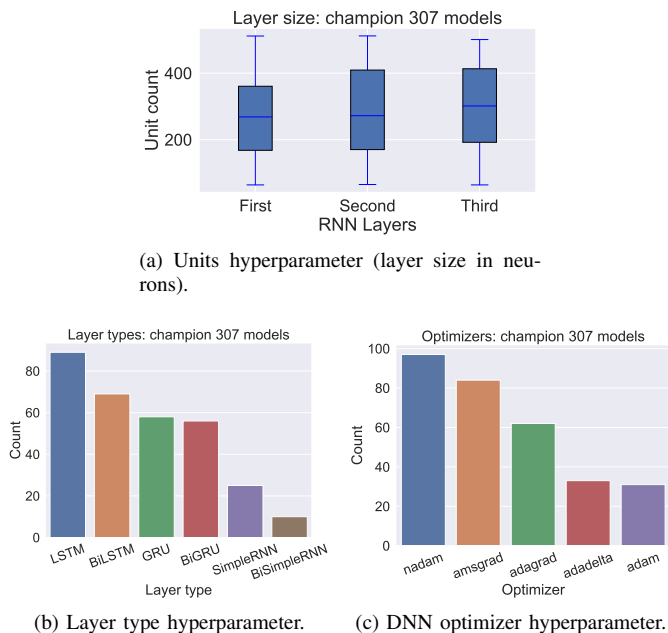 Layer size: champion 307 models
Unit count
400
200
First Second Third
RNN Layers
(a) Units hyperparameter (layer size in neu-
rons).
Layer types: champion 307 models
Count
80
60
40
20
0
LSTM BiLSTM GRU BiGRU SimpleRNN BiSimpleRNN
Layer type
(b) Layer type hyperparameter.
Optimizers: champion 307 models
Count
100
80
60
40
20
0
nadam amsgrad adagrad adadelta adam
Optimizer
(c) DNN optimizer hyperparameter.